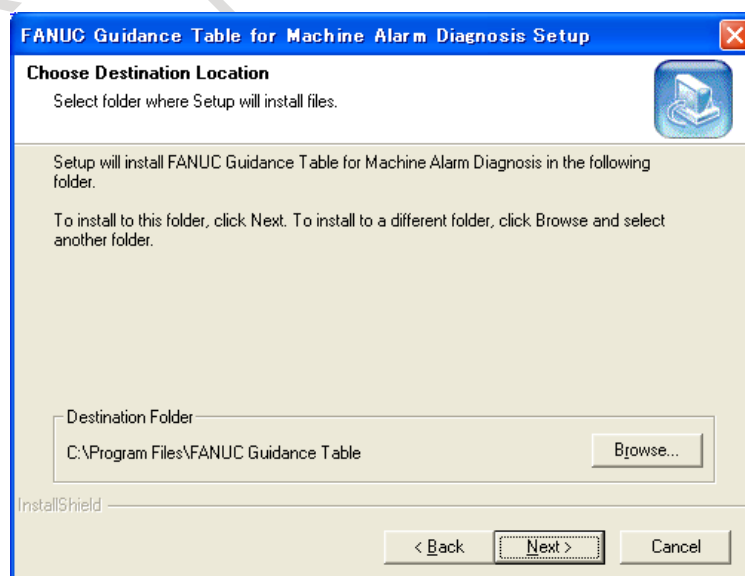 FANUC Guidance Table for Machine Alarm Diagnosis Setup
Choose Destination Location
Select folder where Setup will install files.
Setup will install FANUC Guidance Table for Machine Alarm Diagnosis in the following
folder.
To install to this folder, click Next. To install to a different folder, click Browse and select
another folder.
Destination Folder
C:\Program Files\FANUC Guidance Table
Browse...
InstallShield
< Back
Next >
Cancel